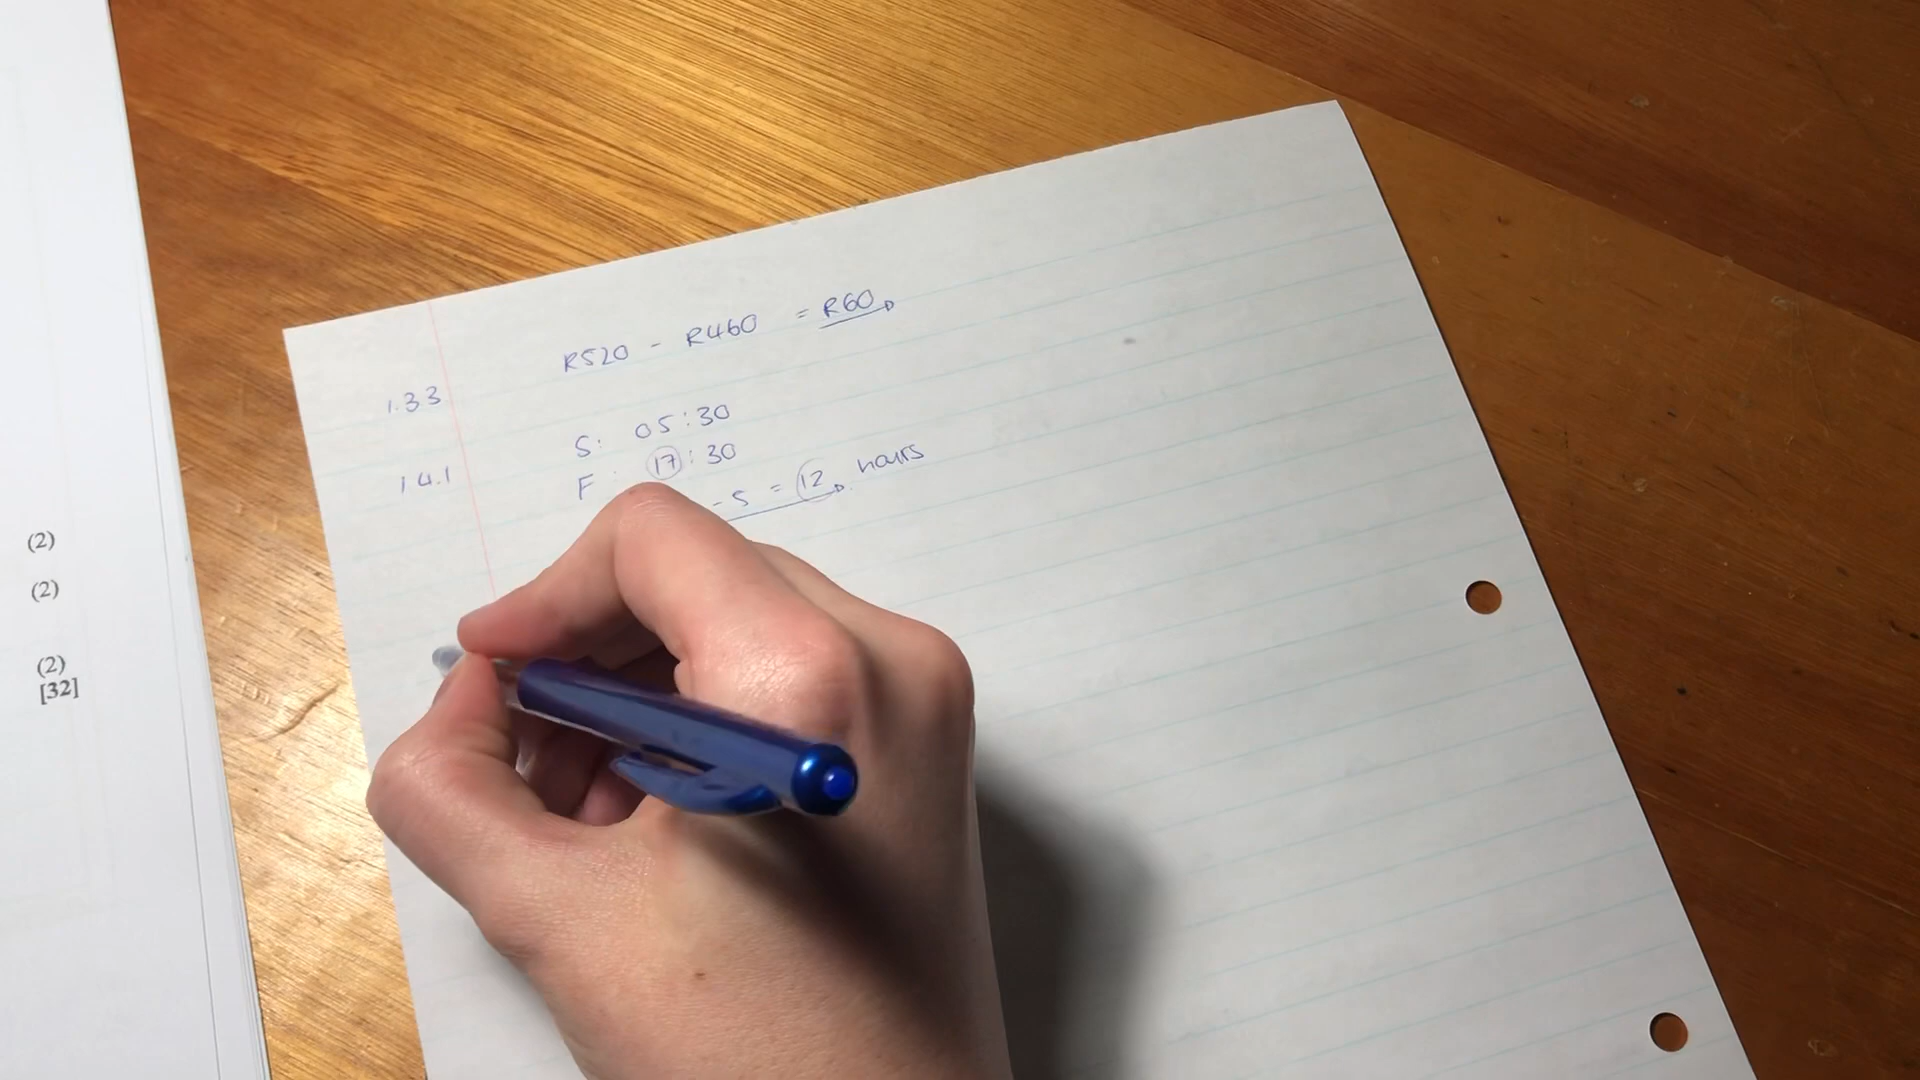 R520 - R460 = R60
1.3.3
S: 05:30
1.4.1
F: 17:30
- 5 = 12 hours
(2)
(2)
(2)
[32]